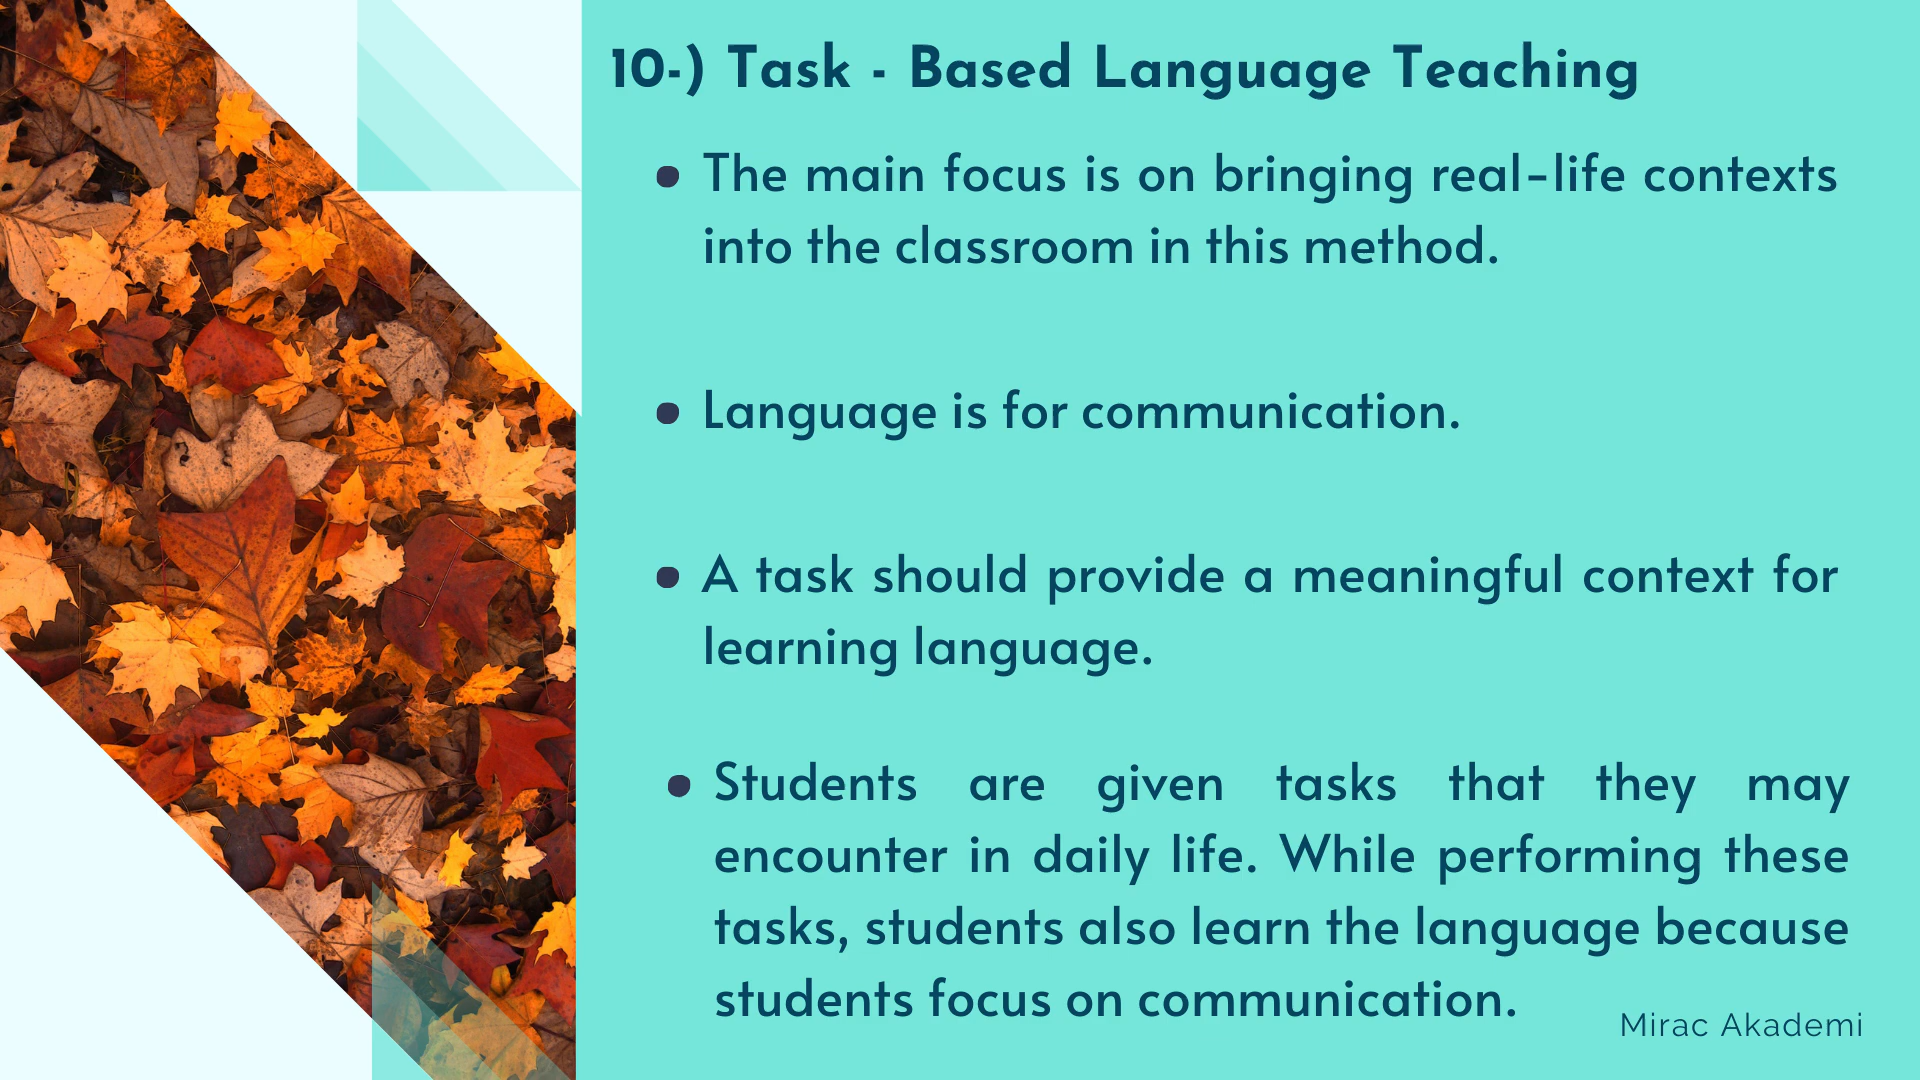 10-) Task - Based Language Teaching
• The main focus is on bringing real-life contexts
into the classroom in this method.
• Language is for communication.
• A task should provide a meaningful context for
learning language.
• Students are given tasks that they may
encounter in daily life. While performing these
tasks, students also learn the language because
students focus on communication.
Mirac Akademi